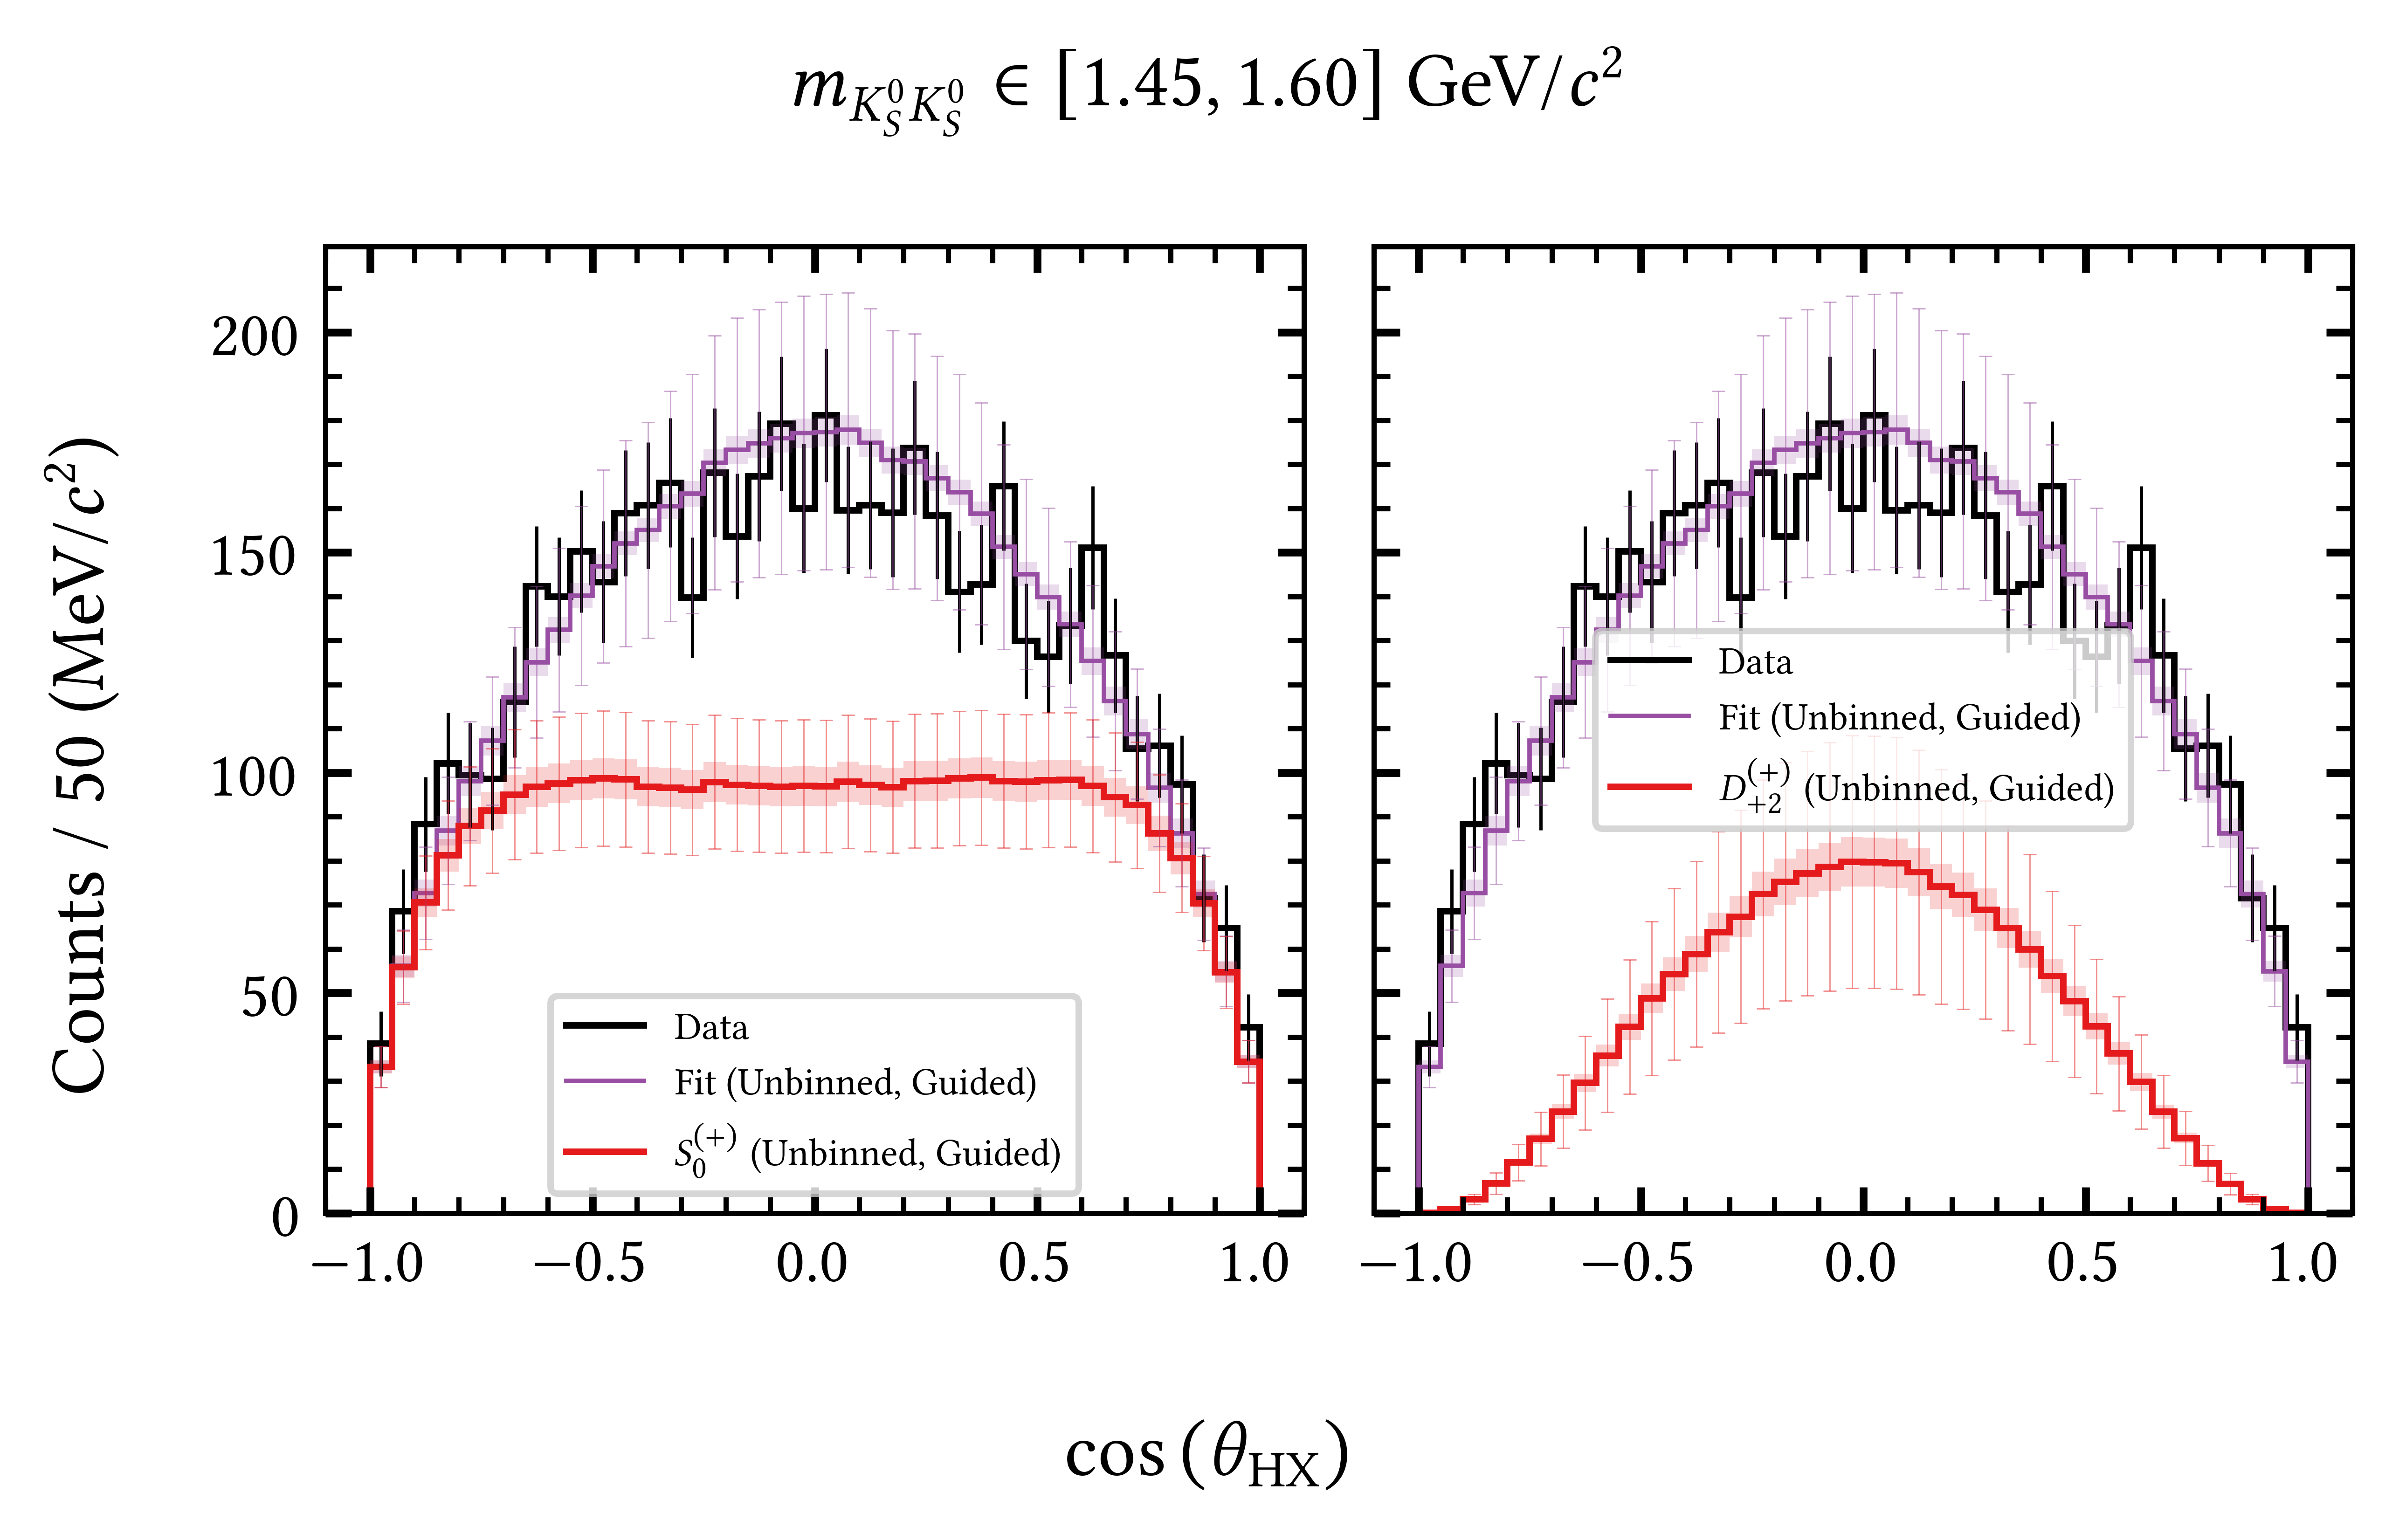 m_{K_S^0 K_S^0} ∈ [1.45, 1.60] GeV/c²
Counts / 50 (MeV/c²)
200
150
100
50
0
Data
Fit (Unbinned, Guided)
S_0^{(+)} (Unbinned, Guided)
−1.0 −0.5 0.0 0.5 1.0
Data
Fit (Unbinned, Guided)
D_{+2}^{(+)} (Unbinned, Guided)
−1.0 −0.5 0.0 0.5 1.0
cos (θ_HX)